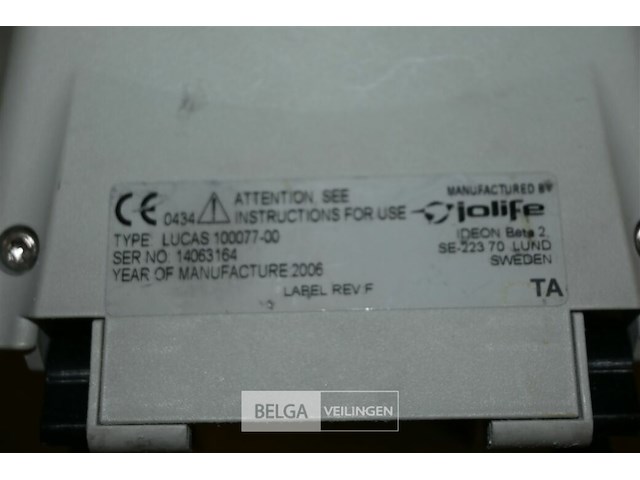 CE 0434 ATTENTION, SEE INSTRUCTIONS FOR USE
TYPE LUCAS 100077-00
SER NO 14063164
YEAR OF MANUFACTURE 2006
LABEL REV F
MANUFACTURED BY
jolife
IDEON Beta 2,
SE-223 70 LUND
SWEDEN
TA
BELGA VEILINGEN